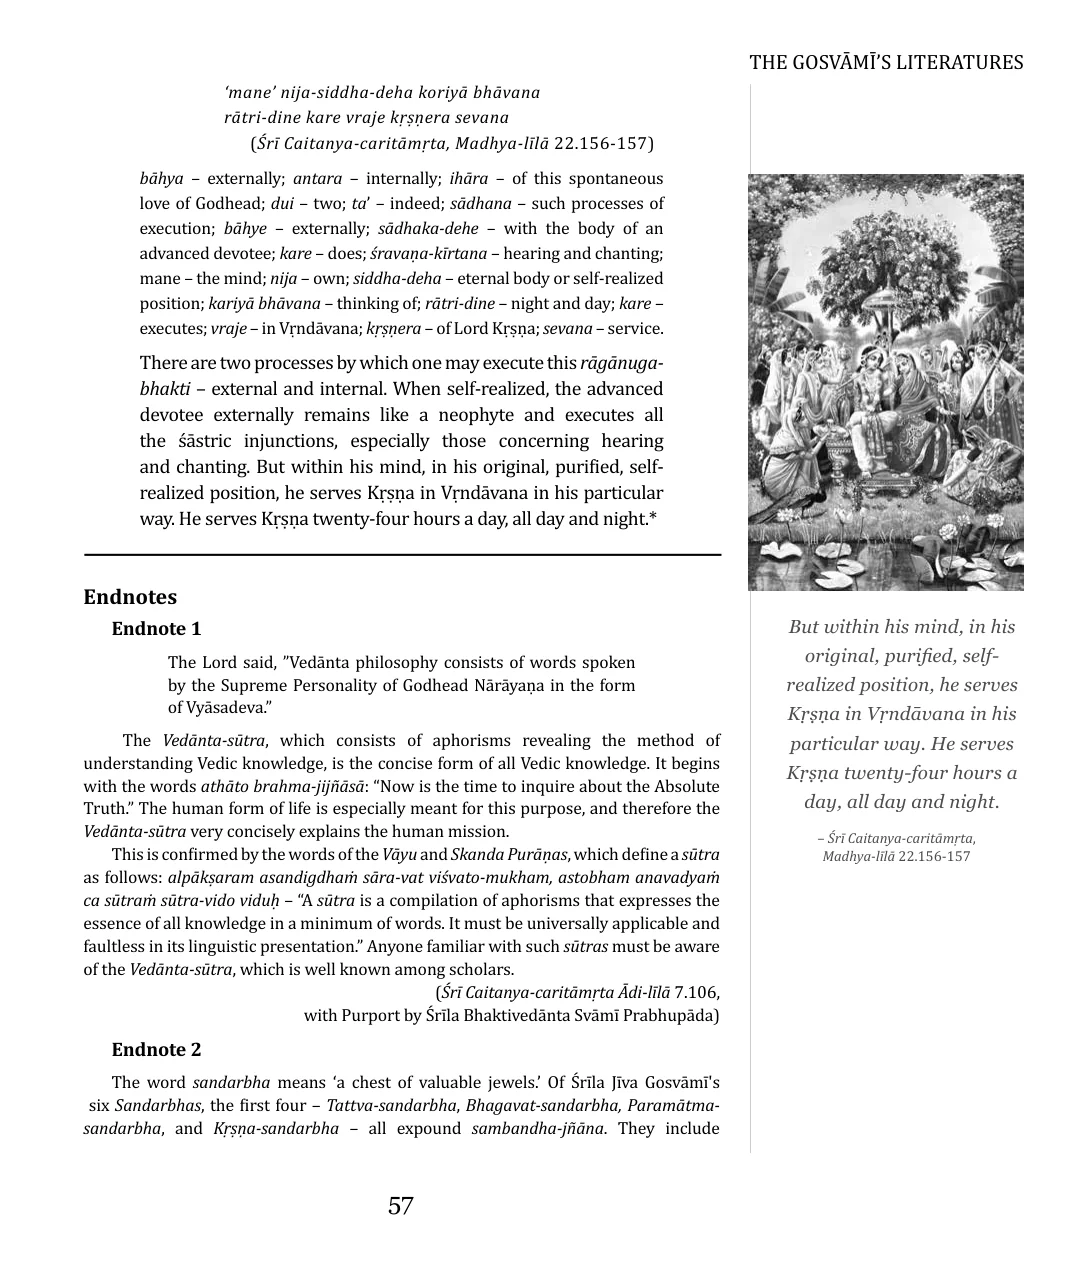 THE GOSVĀMĪ’S LITERATURES
‘mane’ nija-siddha-deha koriyā bhāvana
rātri-dine kare vraje kṛṣṇera sevana
(Śrī Caitanya-caritāmṛta, Madhya-līlā 22.156-157)
bāhya – externally; antara – internally; ihāra – of this spontaneous
love of Godhead; dui – two; ta’ – indeed; sādhana – such processes of
execution; bāhye – externally; sādhaka-dehe – with the body of an
advanced devotee; kare – does; śravaṇa-kīrtana – hearing and chanting;
mane – the mind; nija – own; siddha-deha – eternal body or self-realized
position; kariyā bhāvana – thinking of; rātri-dine – night and day; kare –
executes; vraje – in Vṛndāvana; kṛṣṇera – of Lord Kṛṣṇa; sevana – service.
There are two processes by which one may execute this rāgānuga-
bhakti – external and internal. When self-realized, the advanced
devotee externally remains like a neophyte and executes all
the śāstric injunctions, especially those concerning hearing
and chanting. But within his mind, in his original, purified, self-
realized position, he serves Kṛṣṇa in Vṛndāvana in his particular
way. He serves Kṛṣṇa twenty-four hours a day, all day and night.*
Endnotes
Endnote 1
The Lord said, ”Vedānta philosophy consists of words spoken
by the Supreme Personality of Godhead Nārāyaṇa in the form
of Vyāsadeva.”
The Vedānta-sūtra, which consists of aphorisms revealing the method of
understanding Vedic knowledge, is the concise form of all Vedic knowledge. It begins
with the words athāto brahma-jijñāsā: “Now is the time to inquire about the Absolute
Truth.” The human form of life is especially meant for this purpose, and therefore the
Vedānta-sūtra very concisely explains the human mission.
This is confirmed by the words of the Vāyu and Skanda Purāṇas, which define a sūtra
as follows: alpākṣaram asandigdhaṁ sāra-vat viśvato-mukham, astobham anavadyaṁ
ca sūtraṁ sūtra-vido viduḥ – “A sūtra is a compilation of aphorisms that expresses the
essence of all knowledge in a minimum of words. It must be universally applicable and
faultless in its linguistic presentation.” Anyone familiar with such sūtras must be aware
of the Vedānta-sūtra, which is well known among scholars.
(Śrī Caitanya-caritāmṛta Ādi-līlā 7.106,
with Purport by Śrīla Bhaktivedānta Svāmī Prabhupāda)
Endnote 2
The word sandarbha means ‘a chest of valuable jewels.’ Of Śrīla Jīva Gosvāmī's
six Sandarbhas, the first four – Tattva-sandarbha, Bhagavat-sandarbha, Paramātma-
sandarbha, and Kṛṣṇa-sandarbha – all expound sambandha-jñāna. They include
But within his mind, in his
original, purified, self-
realized position, he serves
Kṛṣṇa in Vṛndāvana in his
particular way. He serves
Kṛṣṇa twenty-four hours a
day, all day and night.
– Śrī Caitanya-caritāmṛta,
Madhya-līlā 22.156-157
57